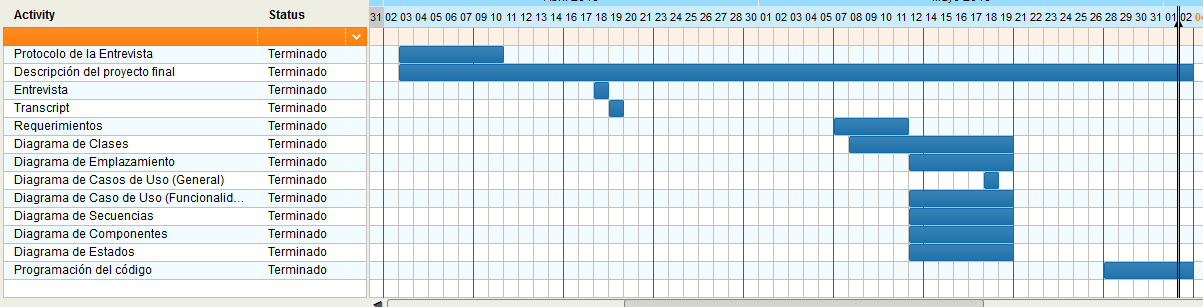 Activity Status
31 02 03 04 05 06 07 09 10 11 12 13 14 16 17 18 19 20 21 23 24 25 26 27 28 30 01 02 03 04 05 07 08 09 10 11 12 14 15 16 17 18 19 21 22 23 24 25 26 28 29 30 31 01 02 04
Protocolo de la Entrevista Terminado
Descripción del proyecto final Terminado
Entrevista Terminado
Transcript Terminado
Requerimientos Terminado
Diagrama de Clases Terminado
Diagrama de Emplazamiento Terminado
Diagrama de Casos de Uso (General) Terminado
Diagrama de Caso de Uso (Funcionalid... Terminado
Diagrama de Secuencias Terminado
Diagrama de Componentes Terminado
Diagrama de Estados Terminado
Programación del código Terminado